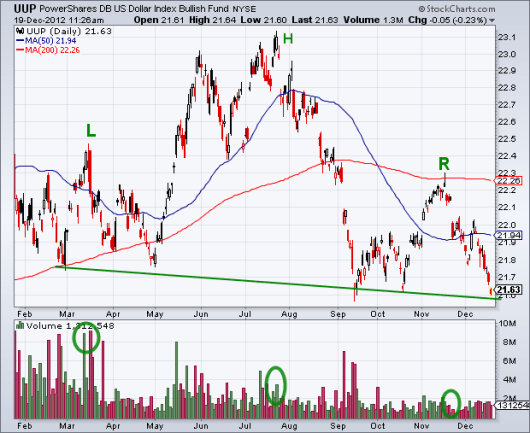 UUP PowerShares DB US Dollar Index Bullish Fund NYSE © StockCharts.com
19-Dec-2012 11:26am Open 21.61 High 21.64 Low 21.60 Last 21.63 Volume 1.3M Chg -0.05 (-0.23%)
UUP (Daily) 21.63
MA(50) 21.94
MA(200) 22.26
H
L
R
23.1
23.0
22.9
22.8
22.7
22.6
22.5
22.4
22.3
22.26
22.2
22.1
22.0
21.94
21.9
21.8
21.7
21.63
21.6
Feb Mar Apr May Jun Jul Aug Sep Oct Nov Dec
Volume 1,312,548
10M
8M
6M
4M
2M
Feb Mar Apr May Jun Jul Aug Sep Oct Nov Dec